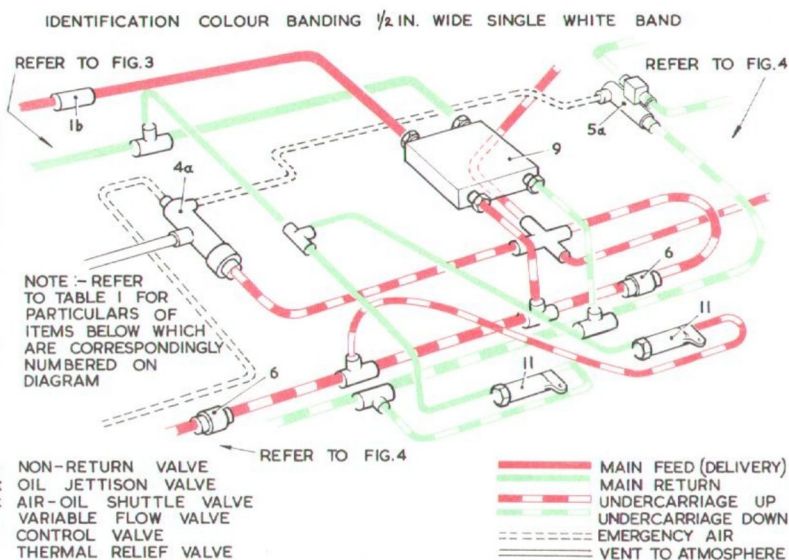 IDENTIFICATION COLOUR BANDING 1/2 IN. WIDE SINGLE WHITE BAND
REFER TO FIG.3
REFER TO FIG.4
1b
4a
9
5a
6
11
NOTE :- REFER
TO TABLE 1 FOR
PARTICULARS OF
ITEMS BELOW WHICH
ARE CORRESPONDINGLY
NUMBERED ON
DIAGRAM
6
11
REFER TO FIG.4
NON-RETURN VALVE
OIL JETTISON VALVE
AIR-OIL SHUTTLE VALVE
VARIABLE FLOW VALVE
CONTROL VALVE
THERMAL RELIEF VALVE
MAIN FEED (DELIVERY)
MAIN RETURN
UNDERCARRIAGE UP
UNDERCARRIAGE DOWN
EMERGENCY AIR
VENT TO ATMOSPHERE